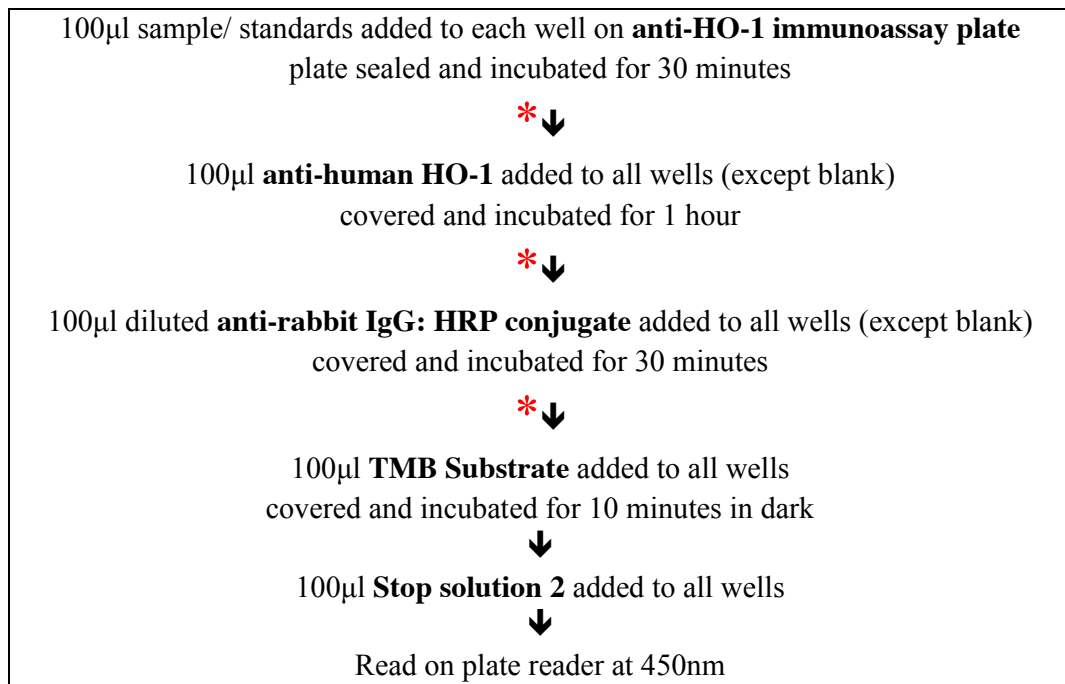 100μl sample/ standards added to each well on anti-HO-1 immunoassay plate
plate sealed and incubated for 30 minutes
*
100μl anti-human HO-1 added to all wells (except blank)
covered and incubated for 1 hour
*
100μl diluted anti-rabbit IgG: HRP conjugate added to all wells (except blank)
covered and incubated for 30 minutes
*
100μl TMB Substrate added to all wells
covered and incubated for 10 minutes in dark
100μl Stop solution 2 added to all wells
Read on plate reader at 450nm